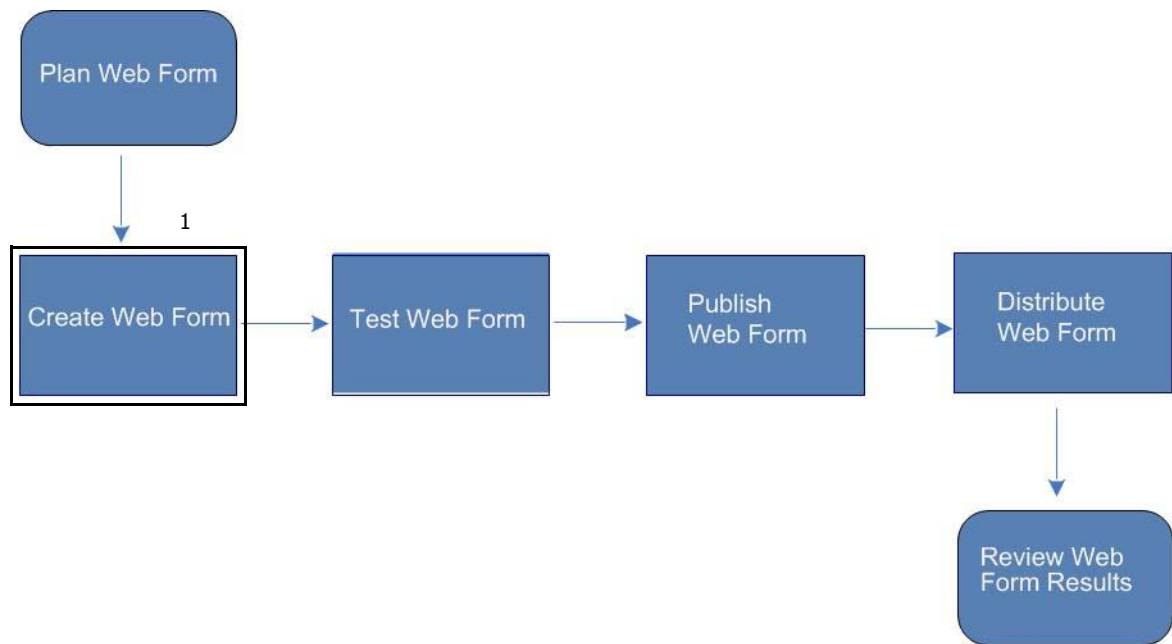 Plan Web Form
1
Create Web Form
Test Web Form
Publish
Web Form
Distribute
Web Form
Review Web
Form Results